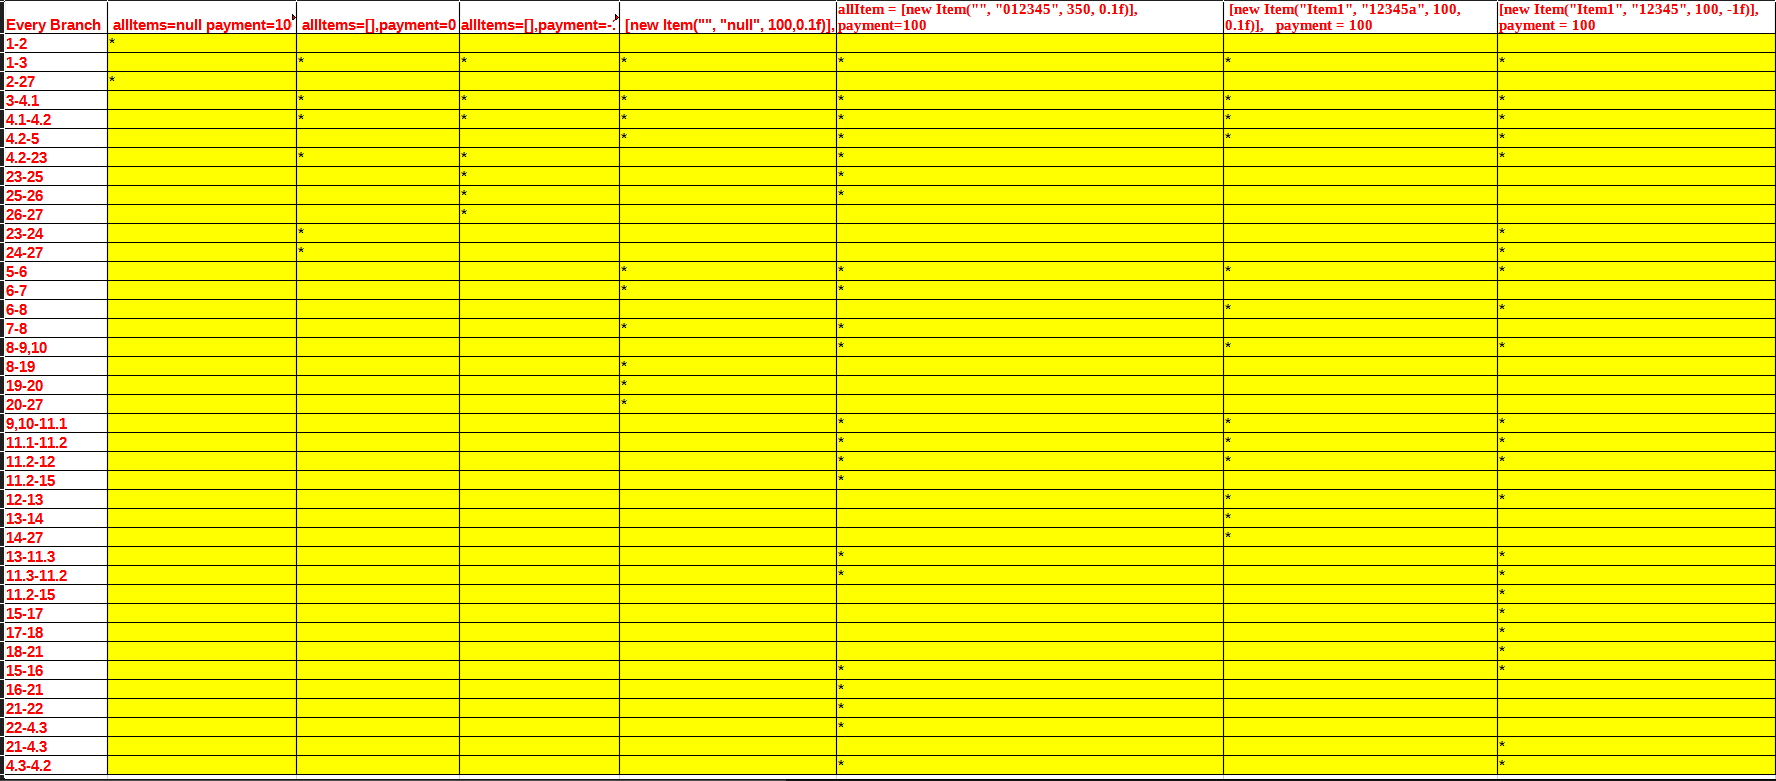 allItem = [new Item("", "012345", 350, 0.1f)], [new Item("Item1", "12345a", 100, [new Item("Item1", "12345", 100, -1f)],
Every Branch allItems=null payment=10 allItems=[],payment=0 allItems=[],payment=-. [new Item("", "null", 100,0.1f)], payment=100 0.1f)], payment = 100 payment = 100
1-2 *
1-3 * * * * * *
2-27 *
3-4.1 * * * * * *
4.1-4.2 * * * * * *
4.2-5 * * * *
4.2-23 * * * *
23-25 * *
25-26 * *
26-27 *
23-24 * *
24-27 * *
5-6 * * * *
6-7 * *
6-8 * *
7-8 * *
8-9,10 * * *
8-19 *
19-20 *
20-27 *
9,10-11.1 * * *
11.1-11.2 * * *
11.2-12 * * *
11.2-15 *
12-13 * *
13-14 *
14-27 *
13-11.3 * *
11.3-11.2 * *
11.2-15 *
15-17 *
17-18 *
18-21 *
15-16 * *
16-21 *
21-22 *
22-4.3 *
21-4.3 *
4.3-4.2 * *